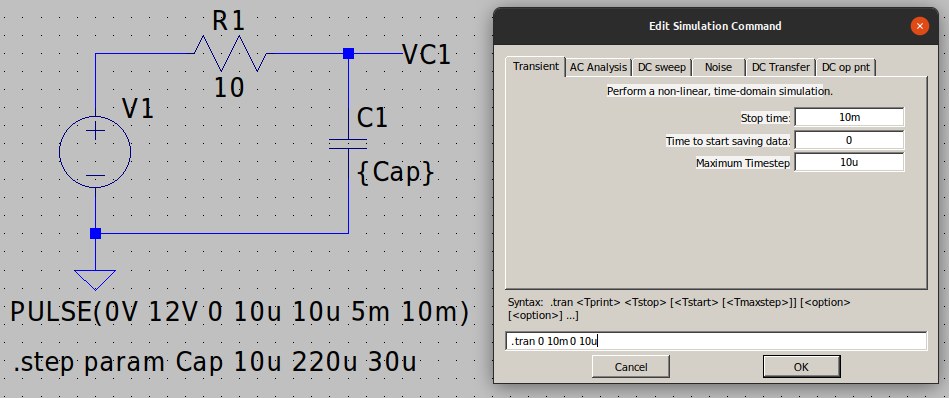 R1
10
VC1
V1
C1
{Cap}
PULSE(0V 12V 0 10u 10u 5m 10m)
.step param Cap 10u 220u 30u
Edit Simulation Command
Transient AC Analysis DC sweep Noise DC Transfer DC op pnt
Perform a non-linear, time-domain simulation.
Stop time: 10m
Time to start saving data: 0
Maximum Timestep 10u
Syntax: .tran <Tprint> <Tstop> [<Tstart> [<Tmaxstep>]] [<option>
[<option>] ...]
.tran 0 10m 0 10u
Cancel OK